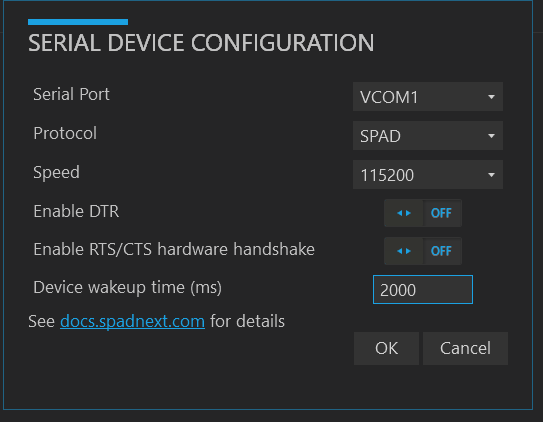 SERIAL DEVICE CONFIGURATION
Serial Port VCOM1
Protocol SPAD
Speed 115200
Enable DTR OFF
Enable RTS/CTS hardware handshake OFF
Device wakeup time (ms) 2000
See docs.spadnext.com for details
OK Cancel